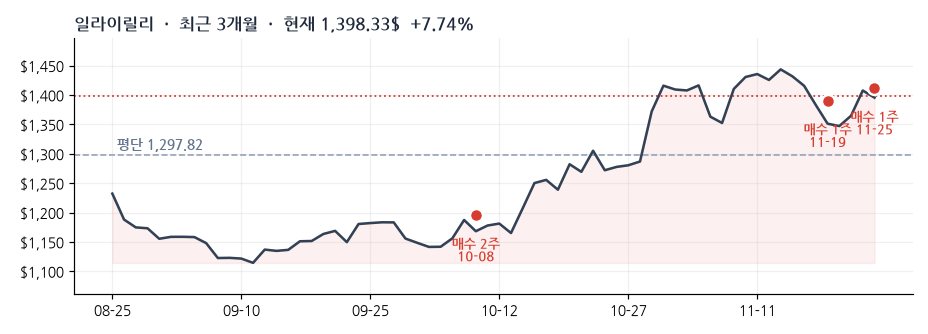 일라이릴리 · 최근 3개월 · 현재 1,398.33$ +7.74%
$1,450
$1,400
$1,350
$1,300
$1,250
$1,200
$1,150
$1,100
평단 1,297.82
매수 2주
10-08
매수 1주
11-19
매수 1주
11-25
08-25 09-10 09-25 10-12 10-27 11-11